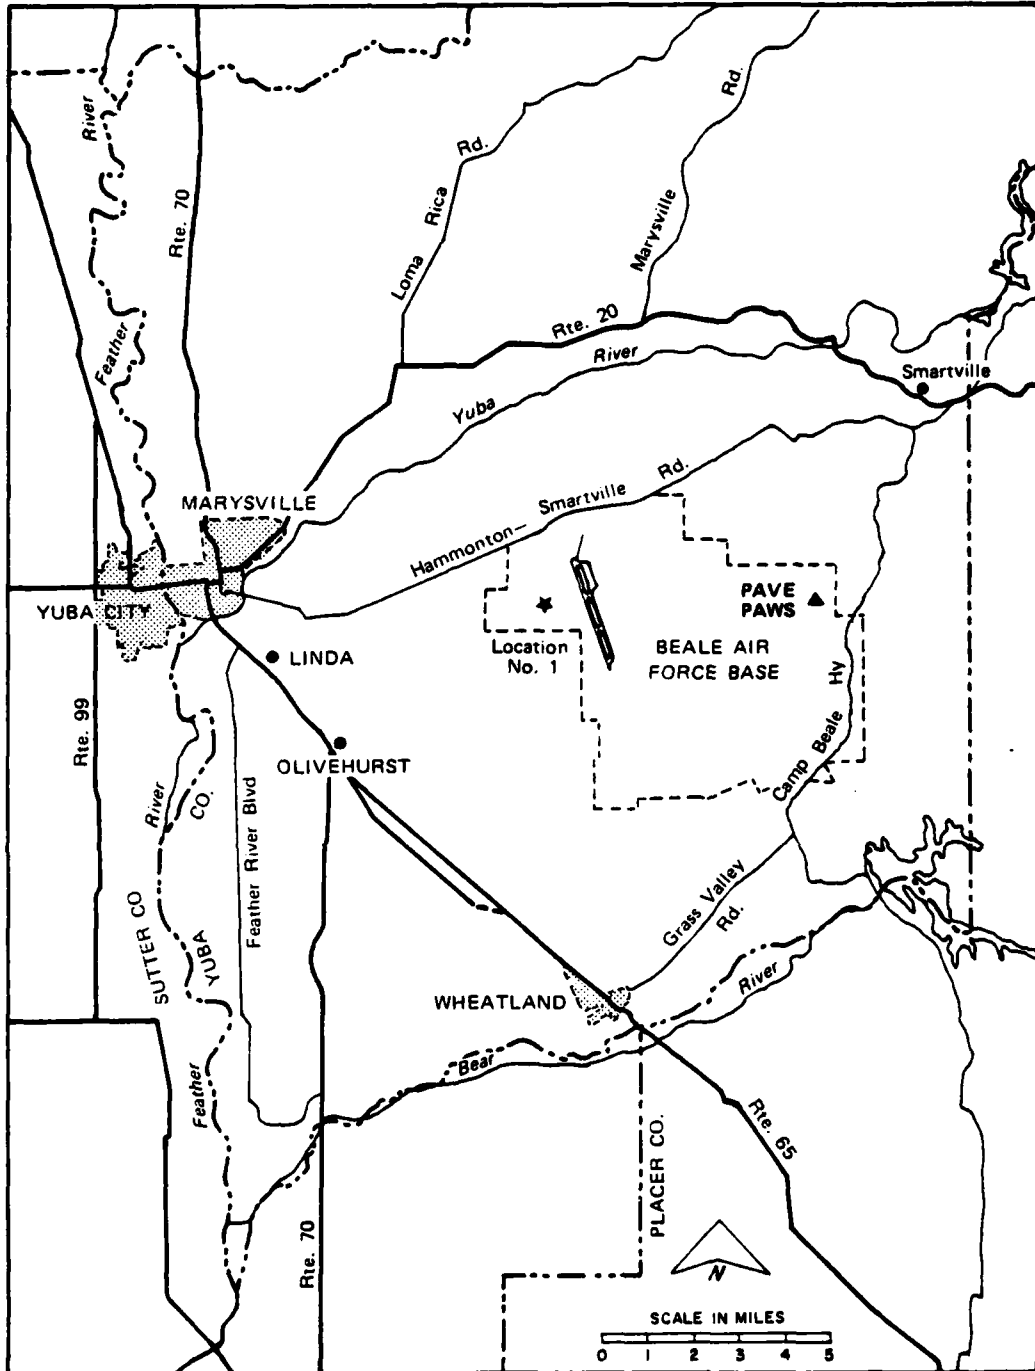 River
Rte. 70
Feather
Loma Rica Rd.
Marysville Rd.
Rte. 20
River
Yuba
Smartville
MARYSVILLE
Hammonton— Smartville Rd.
YUBA CITY
LINDA
Location
No. 1
PAVE
PAWS
BEALE AIR
FORCE BASE
Camp Beale Hy
Rte. 99
OLIVEHURST
River
CO.
Feather River Blvd
SUTTER CO
YUBA
Grass Valley
Rd.
WHEATLAND
River
Bear
Feather
Rte. 65
PLACER CO.
Rte. 70
N
SCALE IN MILES
0 1 2 3 4 5